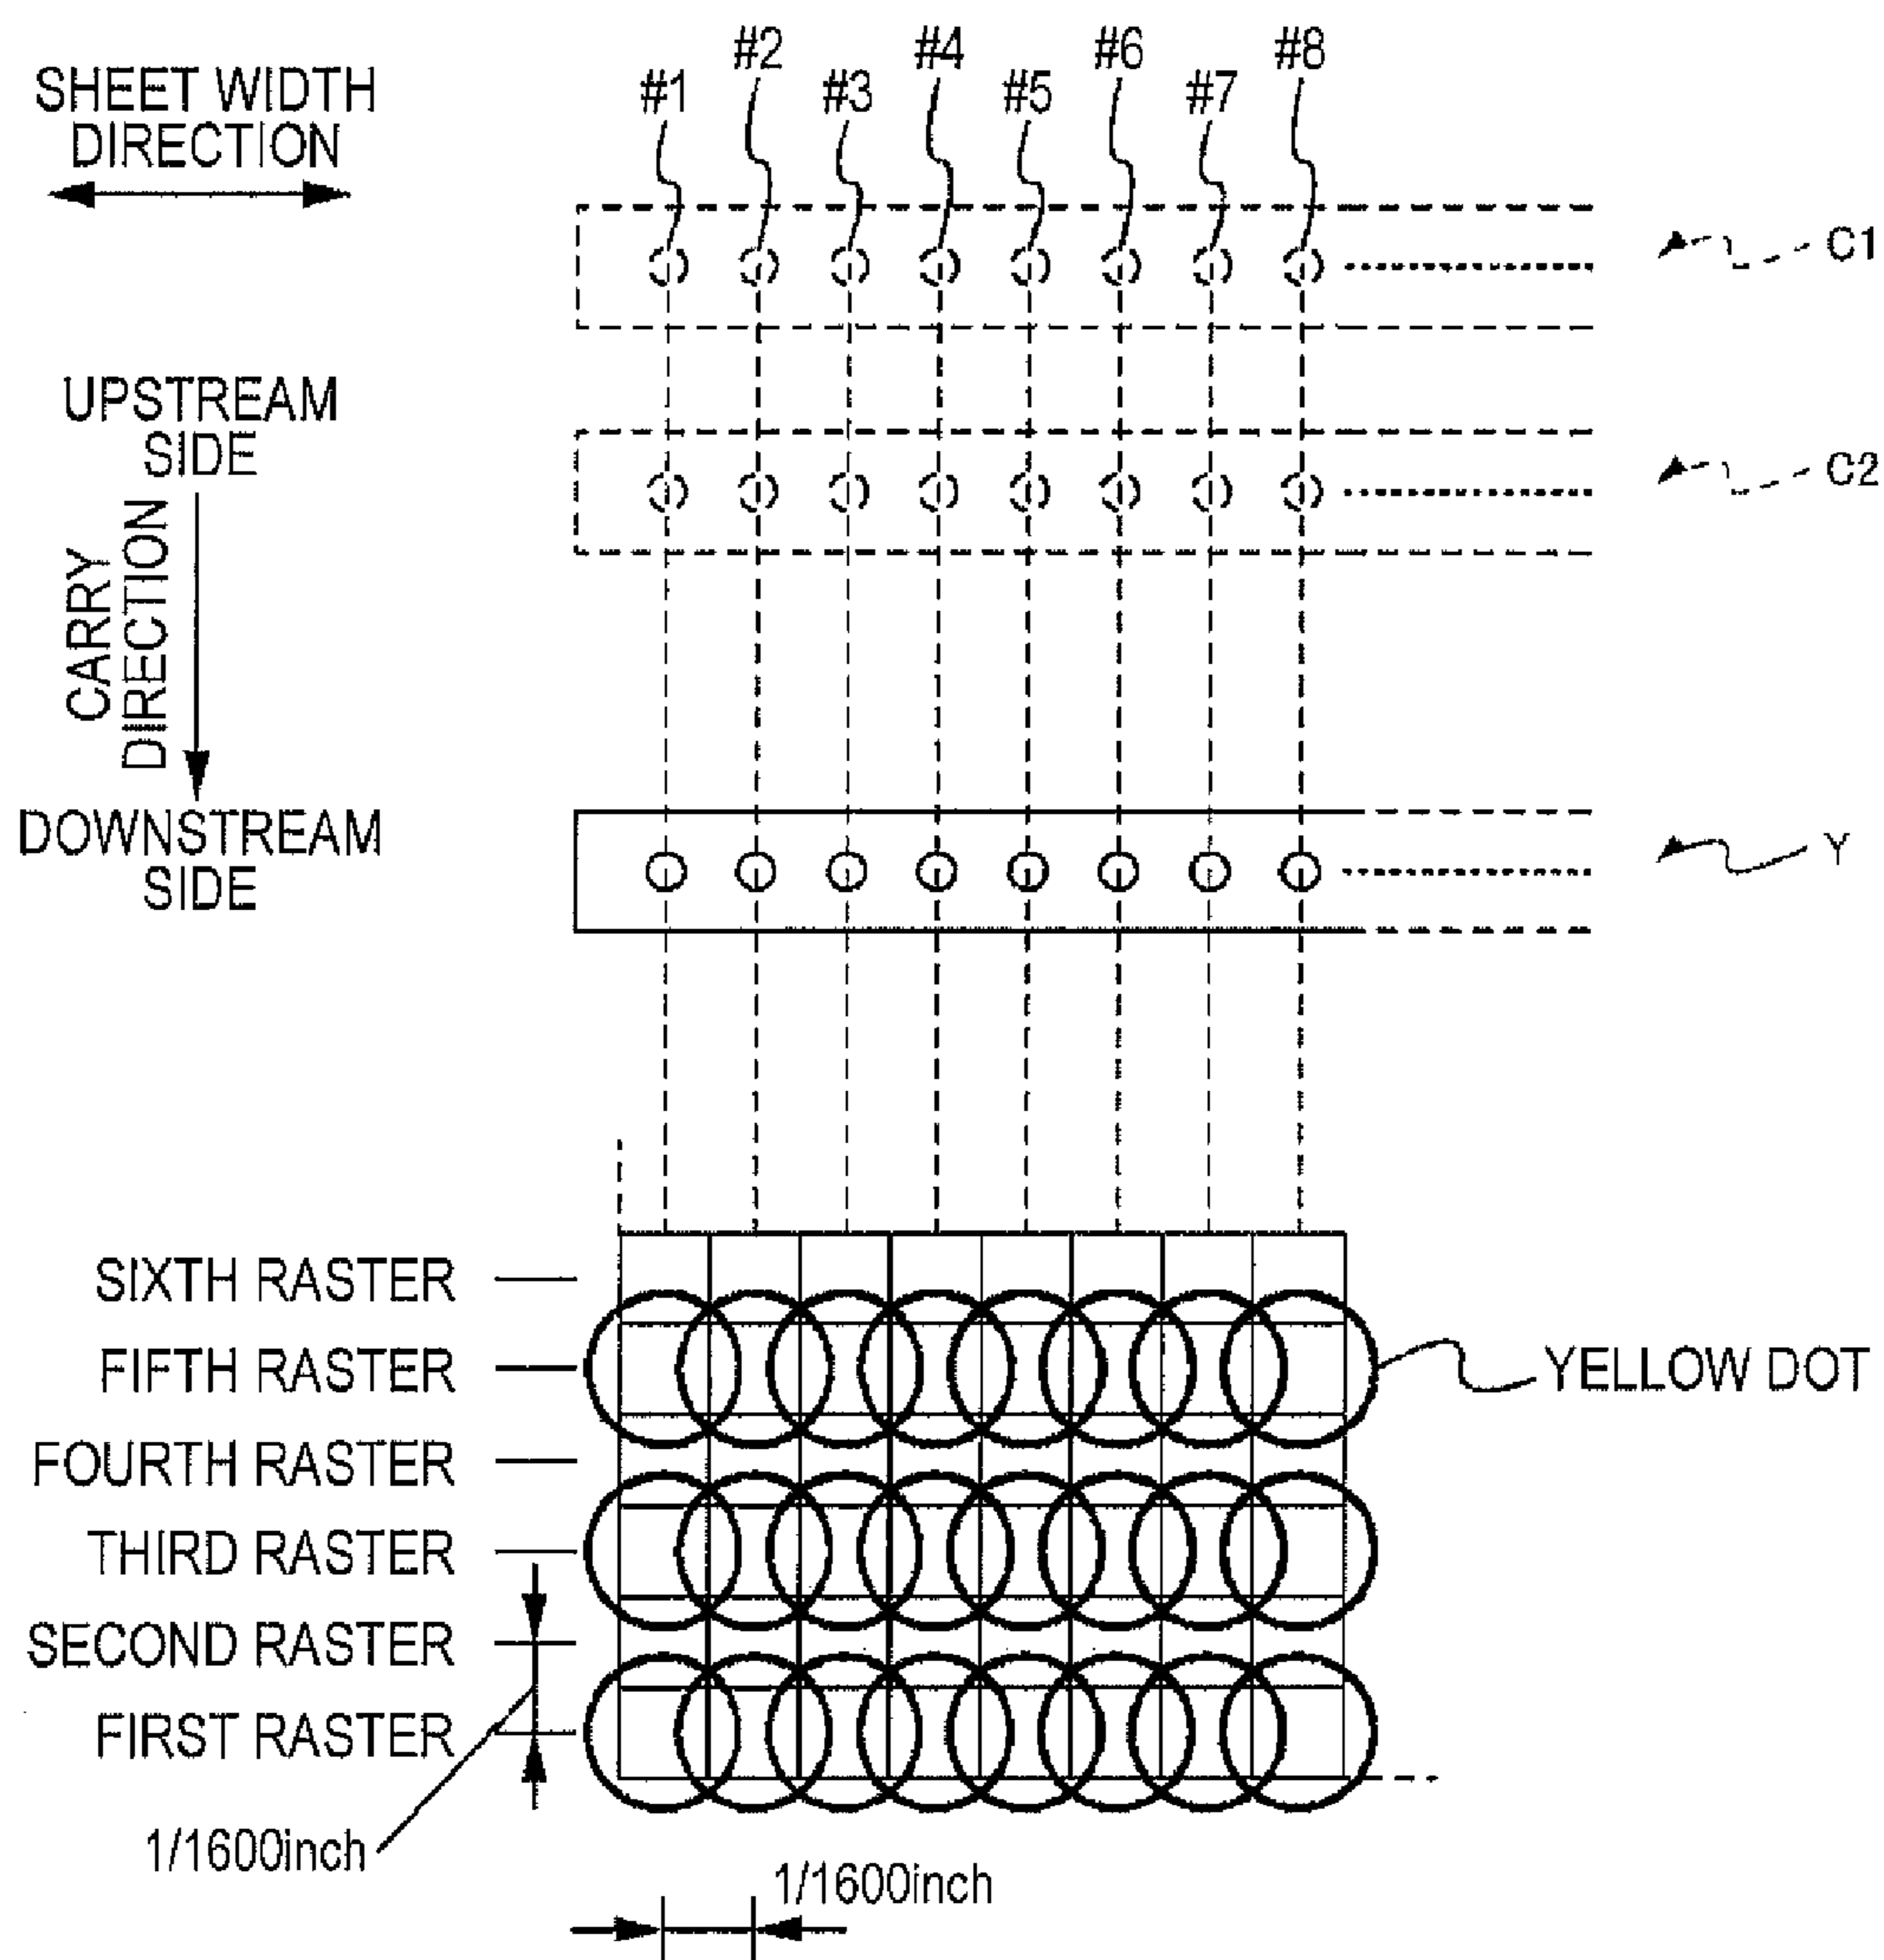 #1
#2
#3
#4
#5
#6
#7
#8
SHEET WIDTH
DIRECTION
C1
UPSTREAM
SIDE
C2
CARRY
DIRECTION
DOWNSTREAM
SIDE
Y
SIXTH RASTER
FIFTH RASTER
YELLOW DOT
FOURTH RASTER
THIRD RASTER
SECOND RASTER
FIRST RASTER
1/1600inch
1/1600inch